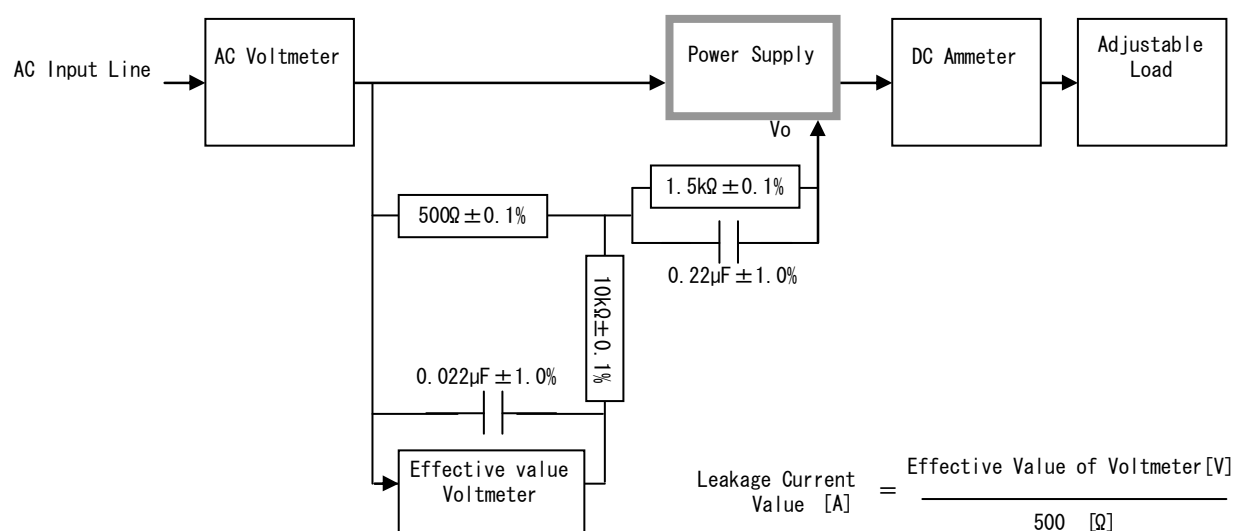 AC Input Line
AC Voltmeter
Power Supply
DC Ammeter
Adjustable
Load
Vo
500Ω±0.1%
1.5kΩ±0.1%
0.22μF±1.0%
10kΩ±0.1%
0.022μF±1.0%
Effective value
Voltmeter
Leakage Current
Value [A]
=
Effective Value of Voltmeter[V]
500 [Ω]